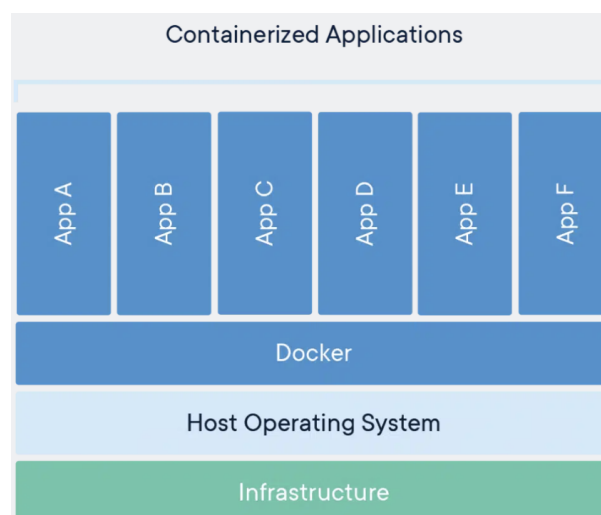 Containerized Applications
App A
App B
App C
App D
App E
App F
Docker
Host Operating System
Infrastructure